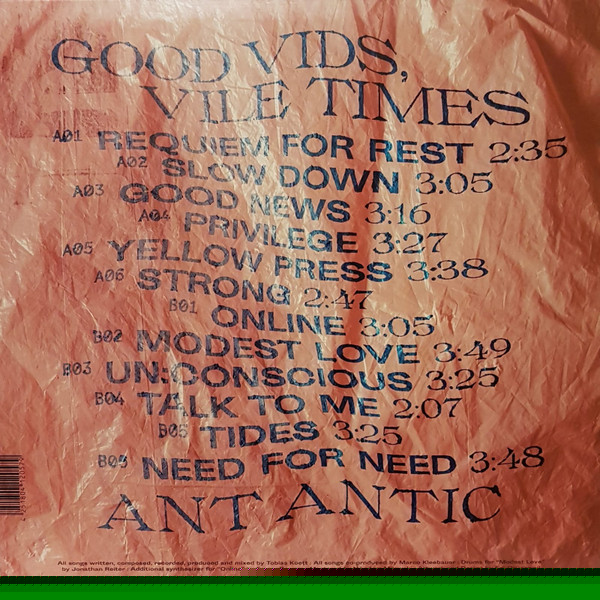 GOOD VIDS,
VILE TIMES
A01 REQUIEM FOR REST 2:35
A02 SLOW DOWN 3:05
A03 GOOD NEWS 3:16
A04 PRIVILEGE 3:27
A05 YELLOW PRESS 3:38
A06 STRONG 2:47
B01 ONLINE 3:05
B02 MODEST LOVE 3:49
B03 UN:CONSCIOUS 3:25
B04 TALK TO ME 2:07
B05 TIDES 3:25
NEED FOR NEED 3:48
ANT ANTIC
All songs written, composed, recorded, produced and mixed by Tobias Koett · All songs co-produced by Marco Kleebauer · Drums for "Modest Love"
by Jonathan Reiter · Additional synthesizer for